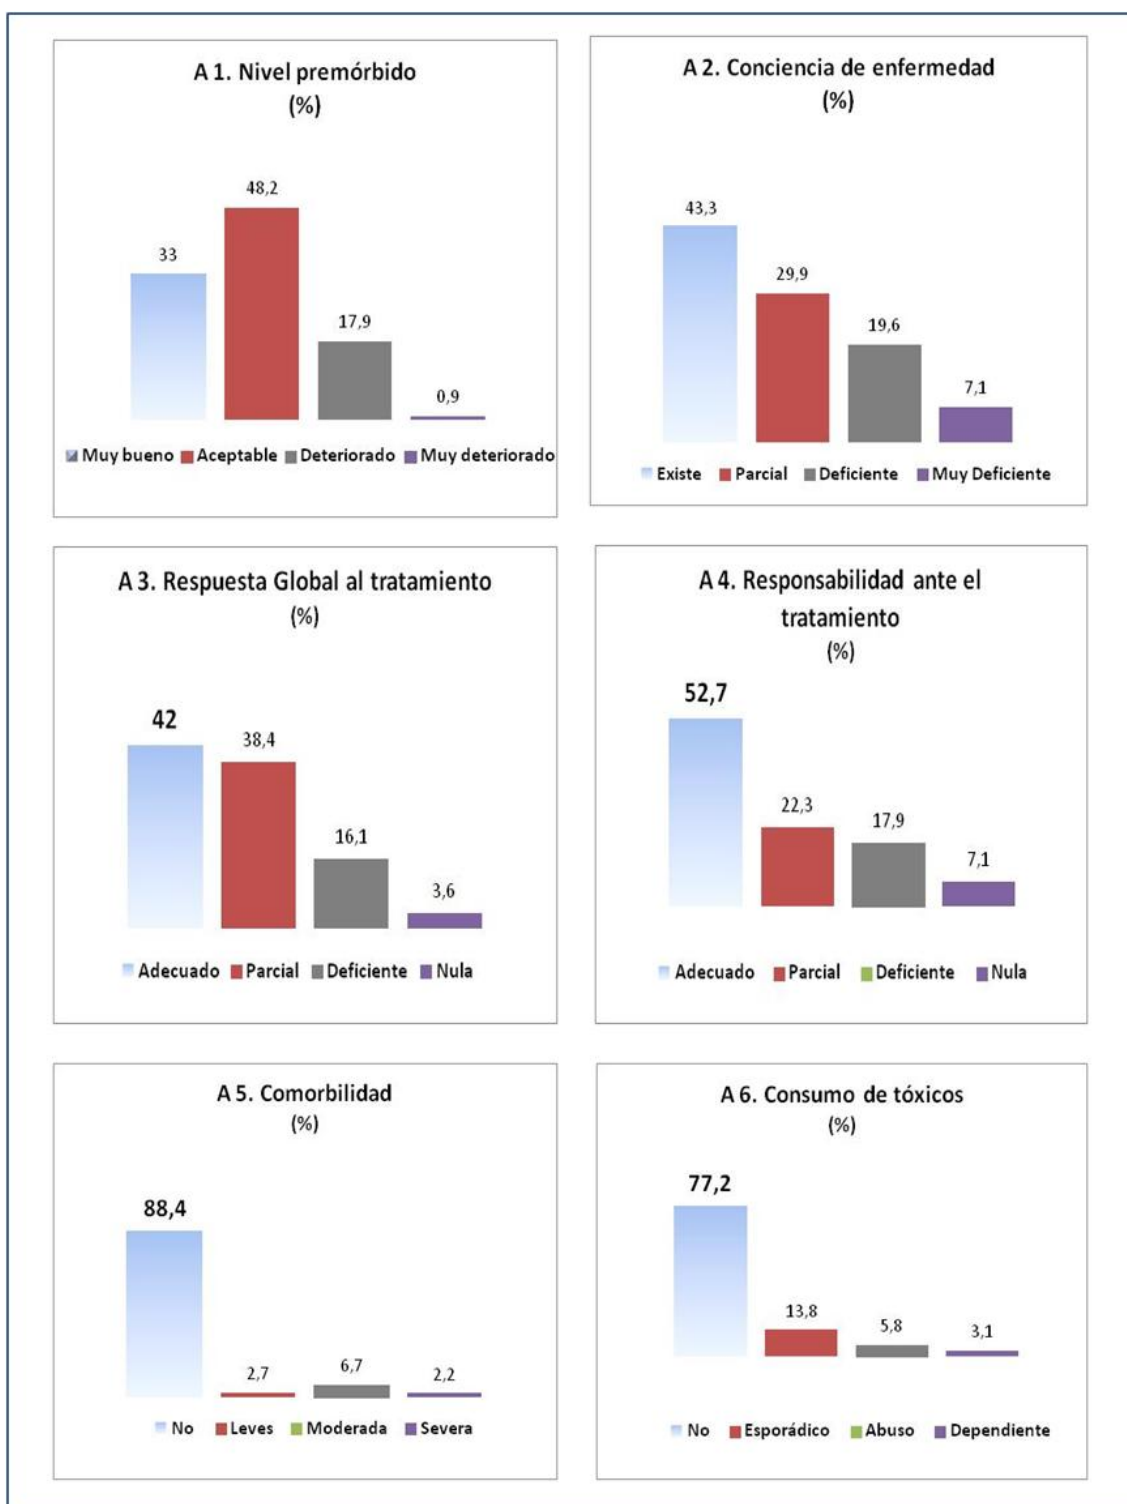 A 1. Nivel premórbido
(%)
48,2
33
17,9
0,9
Muy bueno Aceptable Deteriorado Muy deteriorado
A 2. Conciencia de enfermedad
(%)
43,3
29,9
19,6
7,1
Existe Parcial Deficiente Muy Deficiente
A 3. Respuesta Global al tratamiento
(%)
42
38,4
16,1
3,6
Adecuado Parcial Deficiente Nula
A 4. Responsabilidad ante el
tratamiento
(%)
52,7
22,3
17,9
7,1
Adecuado Parcial Deficiente Nula
A 5. Comorbilidad
(%)
88,4
2,7
6,7
2,2
No Leves Moderada Severa
A 6. Consumo de tóxicos
(%)
77,2
13,8
5,8
3,1
No Esporádico Abuso Dependiente